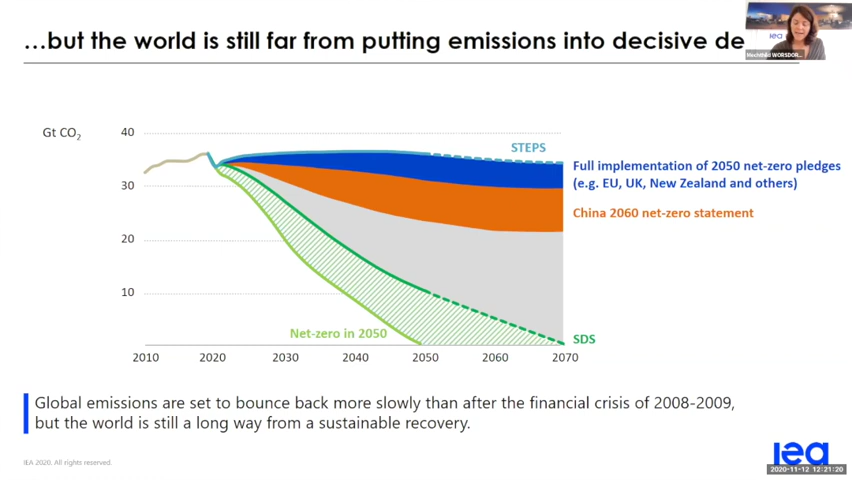 ...but the world is still far from putting emissions into decisive de
iea
Mechthild WORSDOR...
Gt CO2
40
30
20
10
STEPS
Full implementation of 2050 net-zero pledges
(e.g. EU, UK, New Zealand and others)
China 2060 net-zero statement
Net-zero in 2050
SDS
2010 2020 2030 2040 2050 2060 2070
Global emissions are set to bounce back more slowly than after the financial crisis of 2008-2009,
but the world is still a long way from a sustainable recovery.
IEA 2020. All rights reserved.
iea
2020-11-12 12:21:20